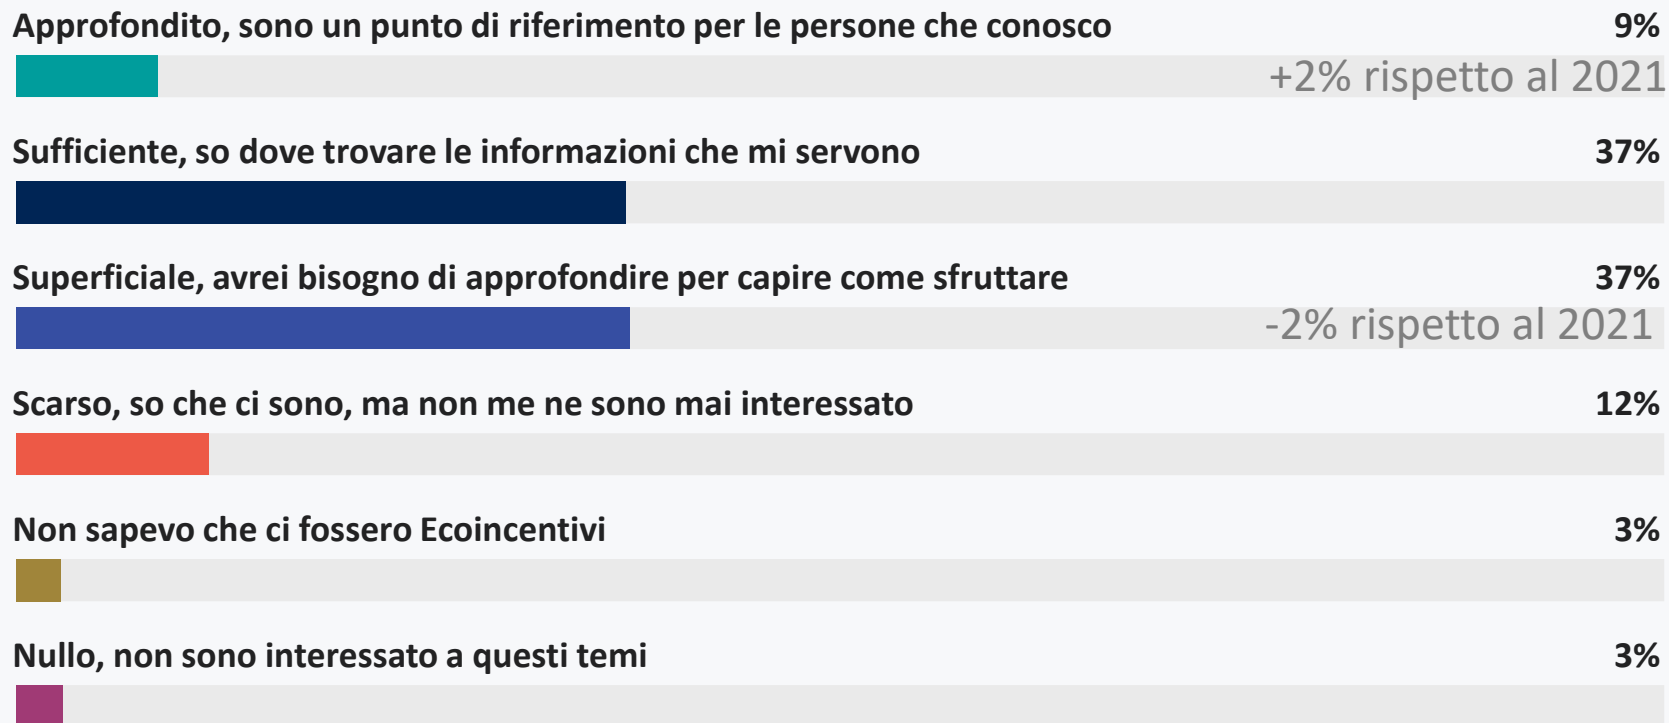 Approfondito, sono un punto di riferimento per le persone che conosco 9%
+2% rispetto al 2021
Sufficiente, so dove trovare le informazioni che mi servono 37%
Superficiale, avrei bisogno di approfondire per capire come sfruttare 37%
-2% rispetto al 2021
Scarso, so che ci sono, ma non me ne sono mai interessato 12%
Non sapevo che ci fossero Ecoincentivi 3%
Nullo, non sono interessato a questi temi 3%